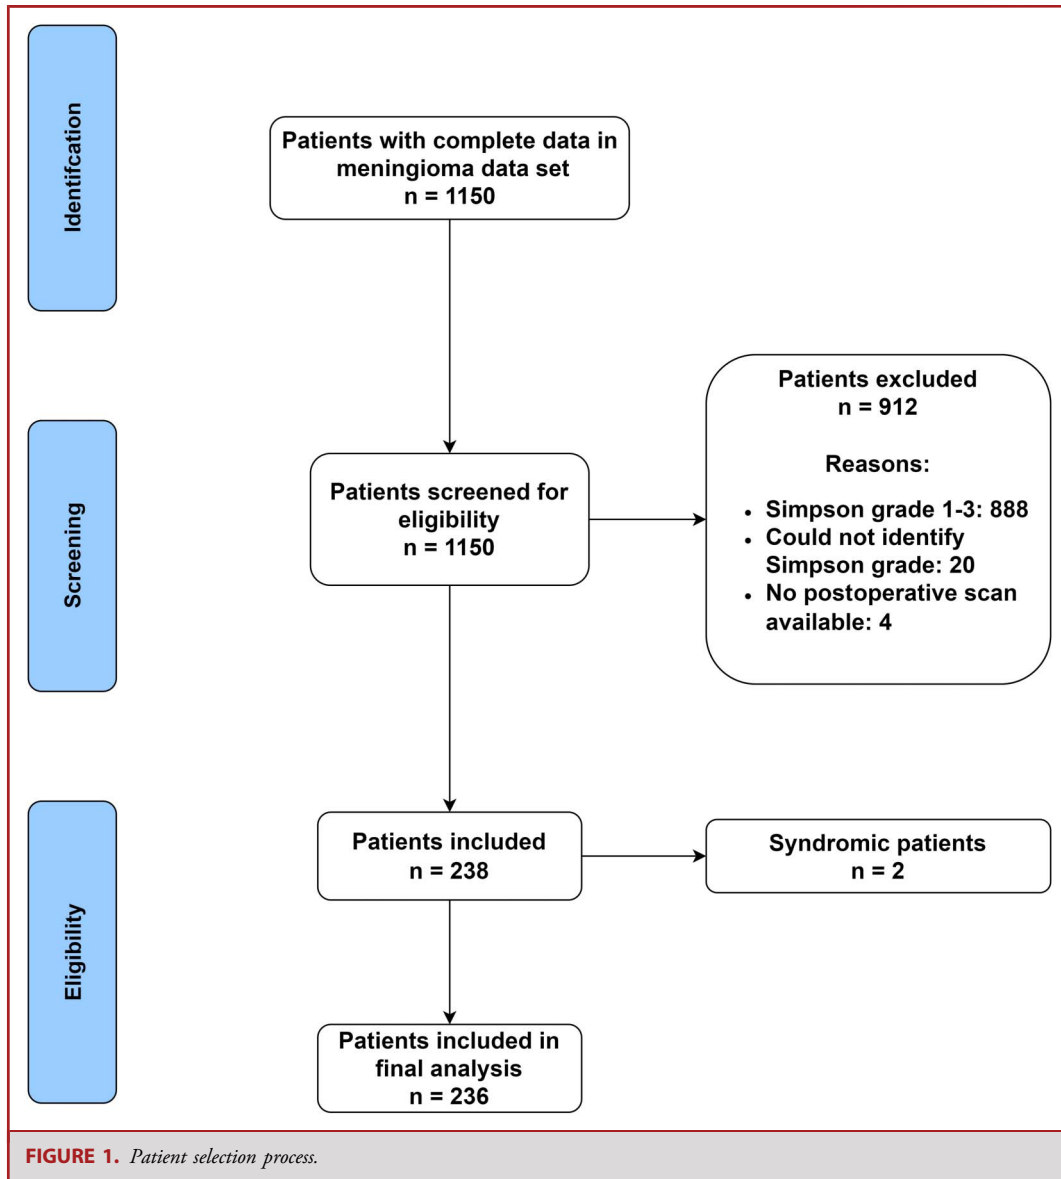 Identifcation
Patients with complete data in
meningioma data set
n = 1150
Screening
Patients screened for
eligibility
n = 1150
Patients excluded
n = 912
Reasons:
• Simpson grade 1-3: 888
• Could not identify
Simpson grade: 20
• No postoperative scan
available: 4
Eligibility
Patients included
n = 238
Syndromic patients
n = 2
Patients included in
final analysis
n = 236
FIGURE 1. Patient selection process.